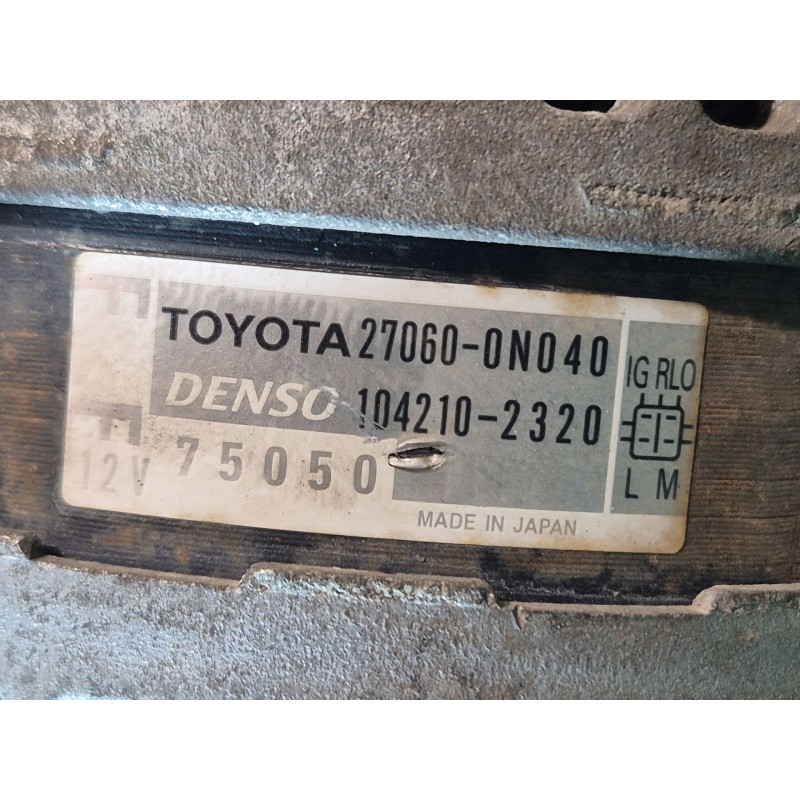 TOYOTA 27060-0N040
DENSO 104210-2320
12V 75050
MADE IN JAPAN
IG RLO
L M